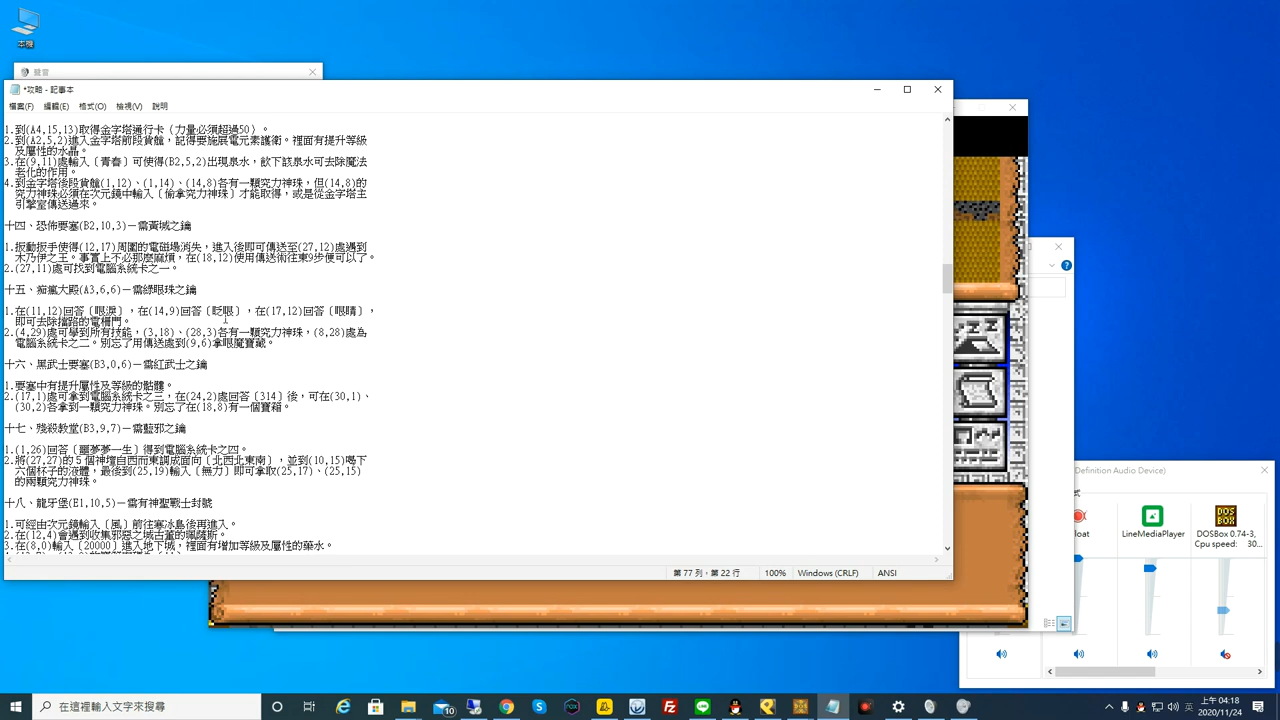 本機
聲音
*攻略 - 記事本
檔案(F) 編輯(E) 格式(O) 檢視(V) 說明
1.到(A4,15,13)取得金字塔通行卡（力量必須超過50）。
2.到(A2,5,2)進入金字塔前段貨艙，記得要施展電元素護衛。裡面有提升等級
及屬性的水晶。
3.在(9,11)處輸入〔青春〕可使得(B2,5,2)出現泉水，飲下該泉水可去除魔法
老化的作用。
4.到金字塔後段貨艙(1,12)、(1,14)、(14,8)各有一顆究力神珠，但(14,8)的
究力神珠必須在次元鏡中輸入〔偷拿究力神珠〕才能取得，或是從金字塔主
引擎室傳送過來。
十四、恐佈要塞(B2,10,3)－需黃域之鑰
1.扳動扳手使得(12,17)周圍的電磁場消失，進入後即可傳送至(27,12)處遇到
木乃伊之王。事實上不必那麼麻煩，在(18,12)使用傳送術往東9步便可以了。
2.(27,11)處可找到電腦系統卡之一。
十五、痴瘋大殿(A3,6,6)－需綠眼珠之鑰
1.在(11,12)回答〔眼淚〕，在(14,9)回答〔眨眼〕，在(17,12)回答〔眼睛〕，
即可去除擋路的電柵門。
2.(4,29)處可學到所有技能，(3,18)、(28,3)各有一顆究力神珠，(8,28)處為
電腦系統卡之二。別忘了用傳送處到(9,6)拿眼魔寶藏。
十六、黑武士要塞(B3,0,6)－需紅武士之鑰
1.要塞中有提升屬性及等級的骷髏。
2.(17,1)處可拿到電腦系統卡之三，在(24,2)處回答〔314〕後，可在(30,1)、
(30,2)各拿到一顆究力神珠。別忘了在(18,8)有一個寶箱。
十七、殘殺教堂(B3,9,7)－需藍邪之鑰
1.(1,26)回答〔噩夢夢一生〕得到電腦系統卡之四。
2.將(27,27)的５個神壇由西而東調成面向〔北西北東南〕，並到(10,15)喝下
六個杯子的液體，最後到(25,19)輸入〔無力〕即可拿取(25,17)、(25,15)
的兩顆究力神珠。
十八、龍牙堡(E1,10,5)－需有神聖戰士封號
1.可經由次元鏡輸入〔風〕前往寒冰島後再進入。
2.在(12,4)會遇到收集邪惡之域古董的珮薩斯。
3.在(8,0)輸入〔20000〕進入地下城，裡面有增加等級及屬性的藥水。
第 77 列，第 22 行 100% Windows (CRLF) ANSI
Definition Audio Device)
loat LineMediaPlayer DOSBox 0.74-3,
Cpu speed: 30...
DOS
BOX
在這裡輸入文字來搜尋
10
FOX
英
上午 04:18
2020/11/24